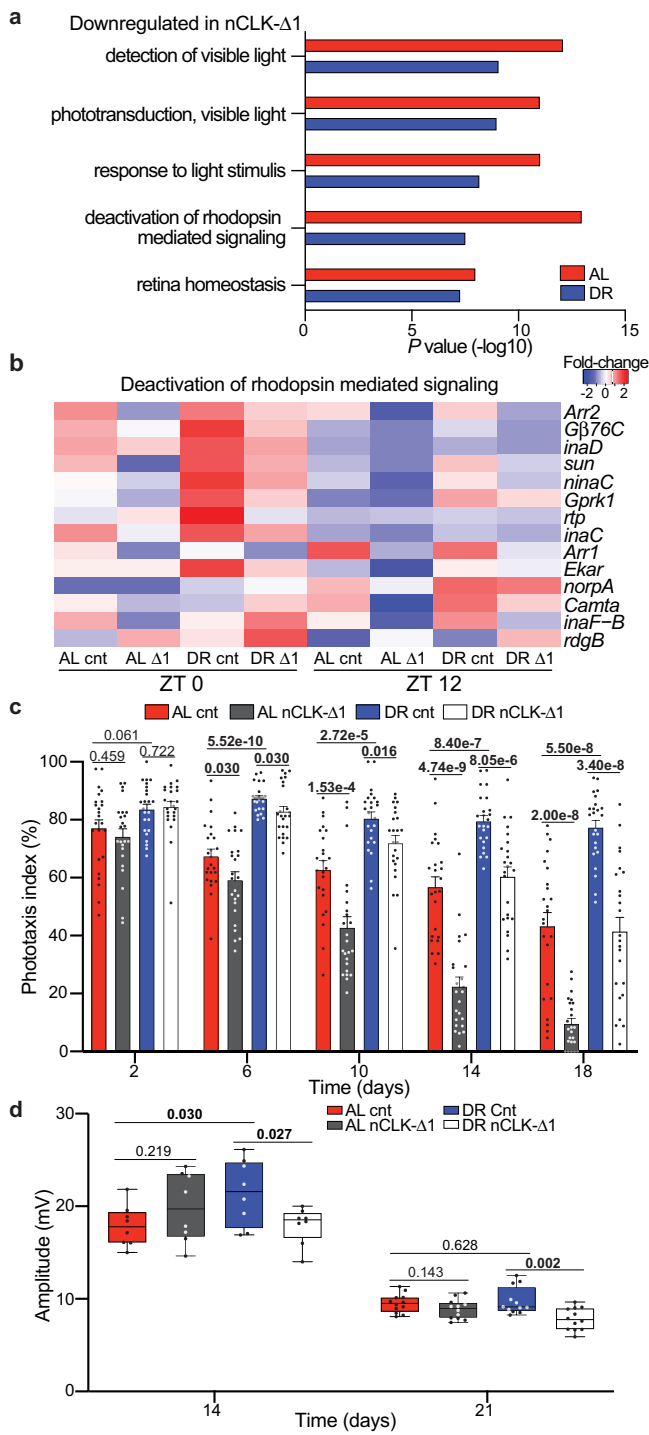 a
Downregulated in nCLK-Δ1
detection of visible light
phototransduction, visible light
response to light stimulis
deactivation of rhodopsin
mediated signaling
retina homeostasis
AL
DR
0 5 10 15
P value (-log10)
b
Fold-change
-2 0 2
Deactivation of rhodopsin mediated signaling
Arr2
Gβ76C
inaD
sun
ninaC
Gprk1
rtp
inaC
Arr1
Ekar
norpA
Camta
inaF-B
rdgB
AL cnt AL Δ1 DR cnt DR Δ1 AL cnt AL Δ1 DR cnt DR Δ1
ZT 0 ZT 12
c
AL cnt AL nCLK-Δ1 DR cnt DR nCLK-Δ1
0.061
0.459 0.722
5.52e-10
0.030 0.030
2.72e-5
1.53e-4 0.016
8.40e-7
4.74e-9 8.05e-6
5.50e-8
2.00e-8 3.40e-8
Phototaxis index (%)
100
80
60
40
20
0
2 6 10 14 18
Time (days)
d
AL cnt DR Cnt
AL nCLK-Δ1 DR nCLK-Δ1
Amplitude (mV)
30
20
10
0
0.030
0.219 0.027
0.628
0.143 0.002
14 21
Time (days)